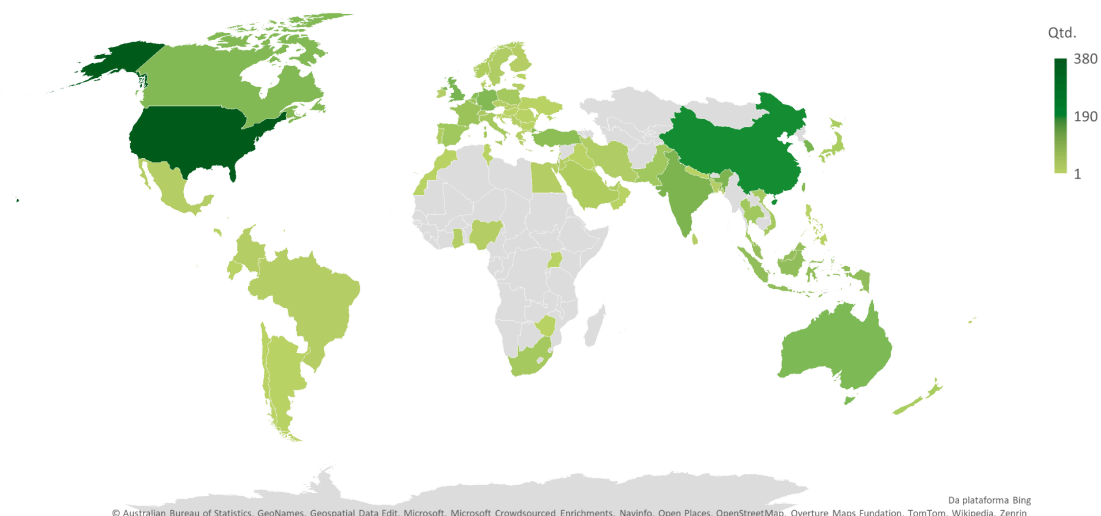 Qtd.
380
190
1
Da plataforma Bing
© Australian Bureau of Statistics, GeoNames, Geospatial Data Edit, Microsoft, Microsoft Crowdsourced Enrichments, Navinfo, Open Places, OpenStreetMap, Overture Maps Fundation, TomTom, Wikipedia, Zenrin